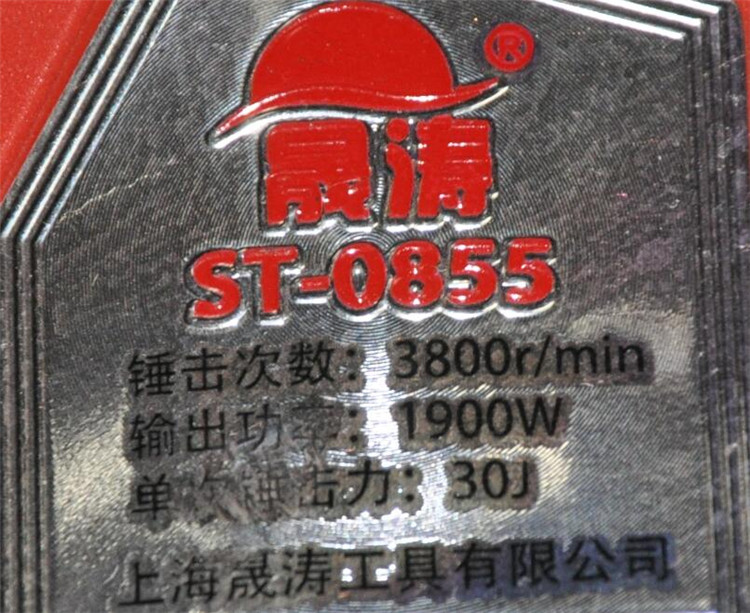 ®
晟涛
ST-0855
锤击次数：3800r/min
输出功率：1900W
单次锤击力：30J
上海晟涛工具有限公司